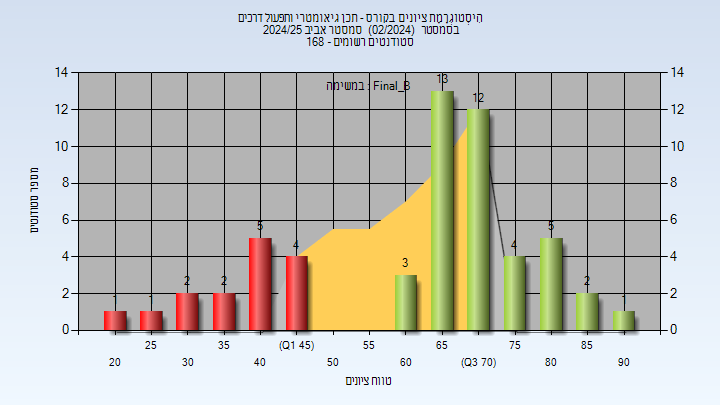 הִיסְטוֹגְרָמַת ציונים בקורס - תכן גיאומטרי ותפעול דרכים
בסמסטר (02/2024) סמסטר אביב 2024/25
סטודנטים רשומים - 168
במשימה : Final_B
מספר סטודנטים
14 14
12 12
10 10
8 8
6 6
4 4
2 2
0 0
1 1 2 2 5 4 3 13 12 4 5 2 1
25 35 (Q1 45) 55 65 75 85
20 30 40 50 60 (Q3 70) 80 90
טווח ציונים